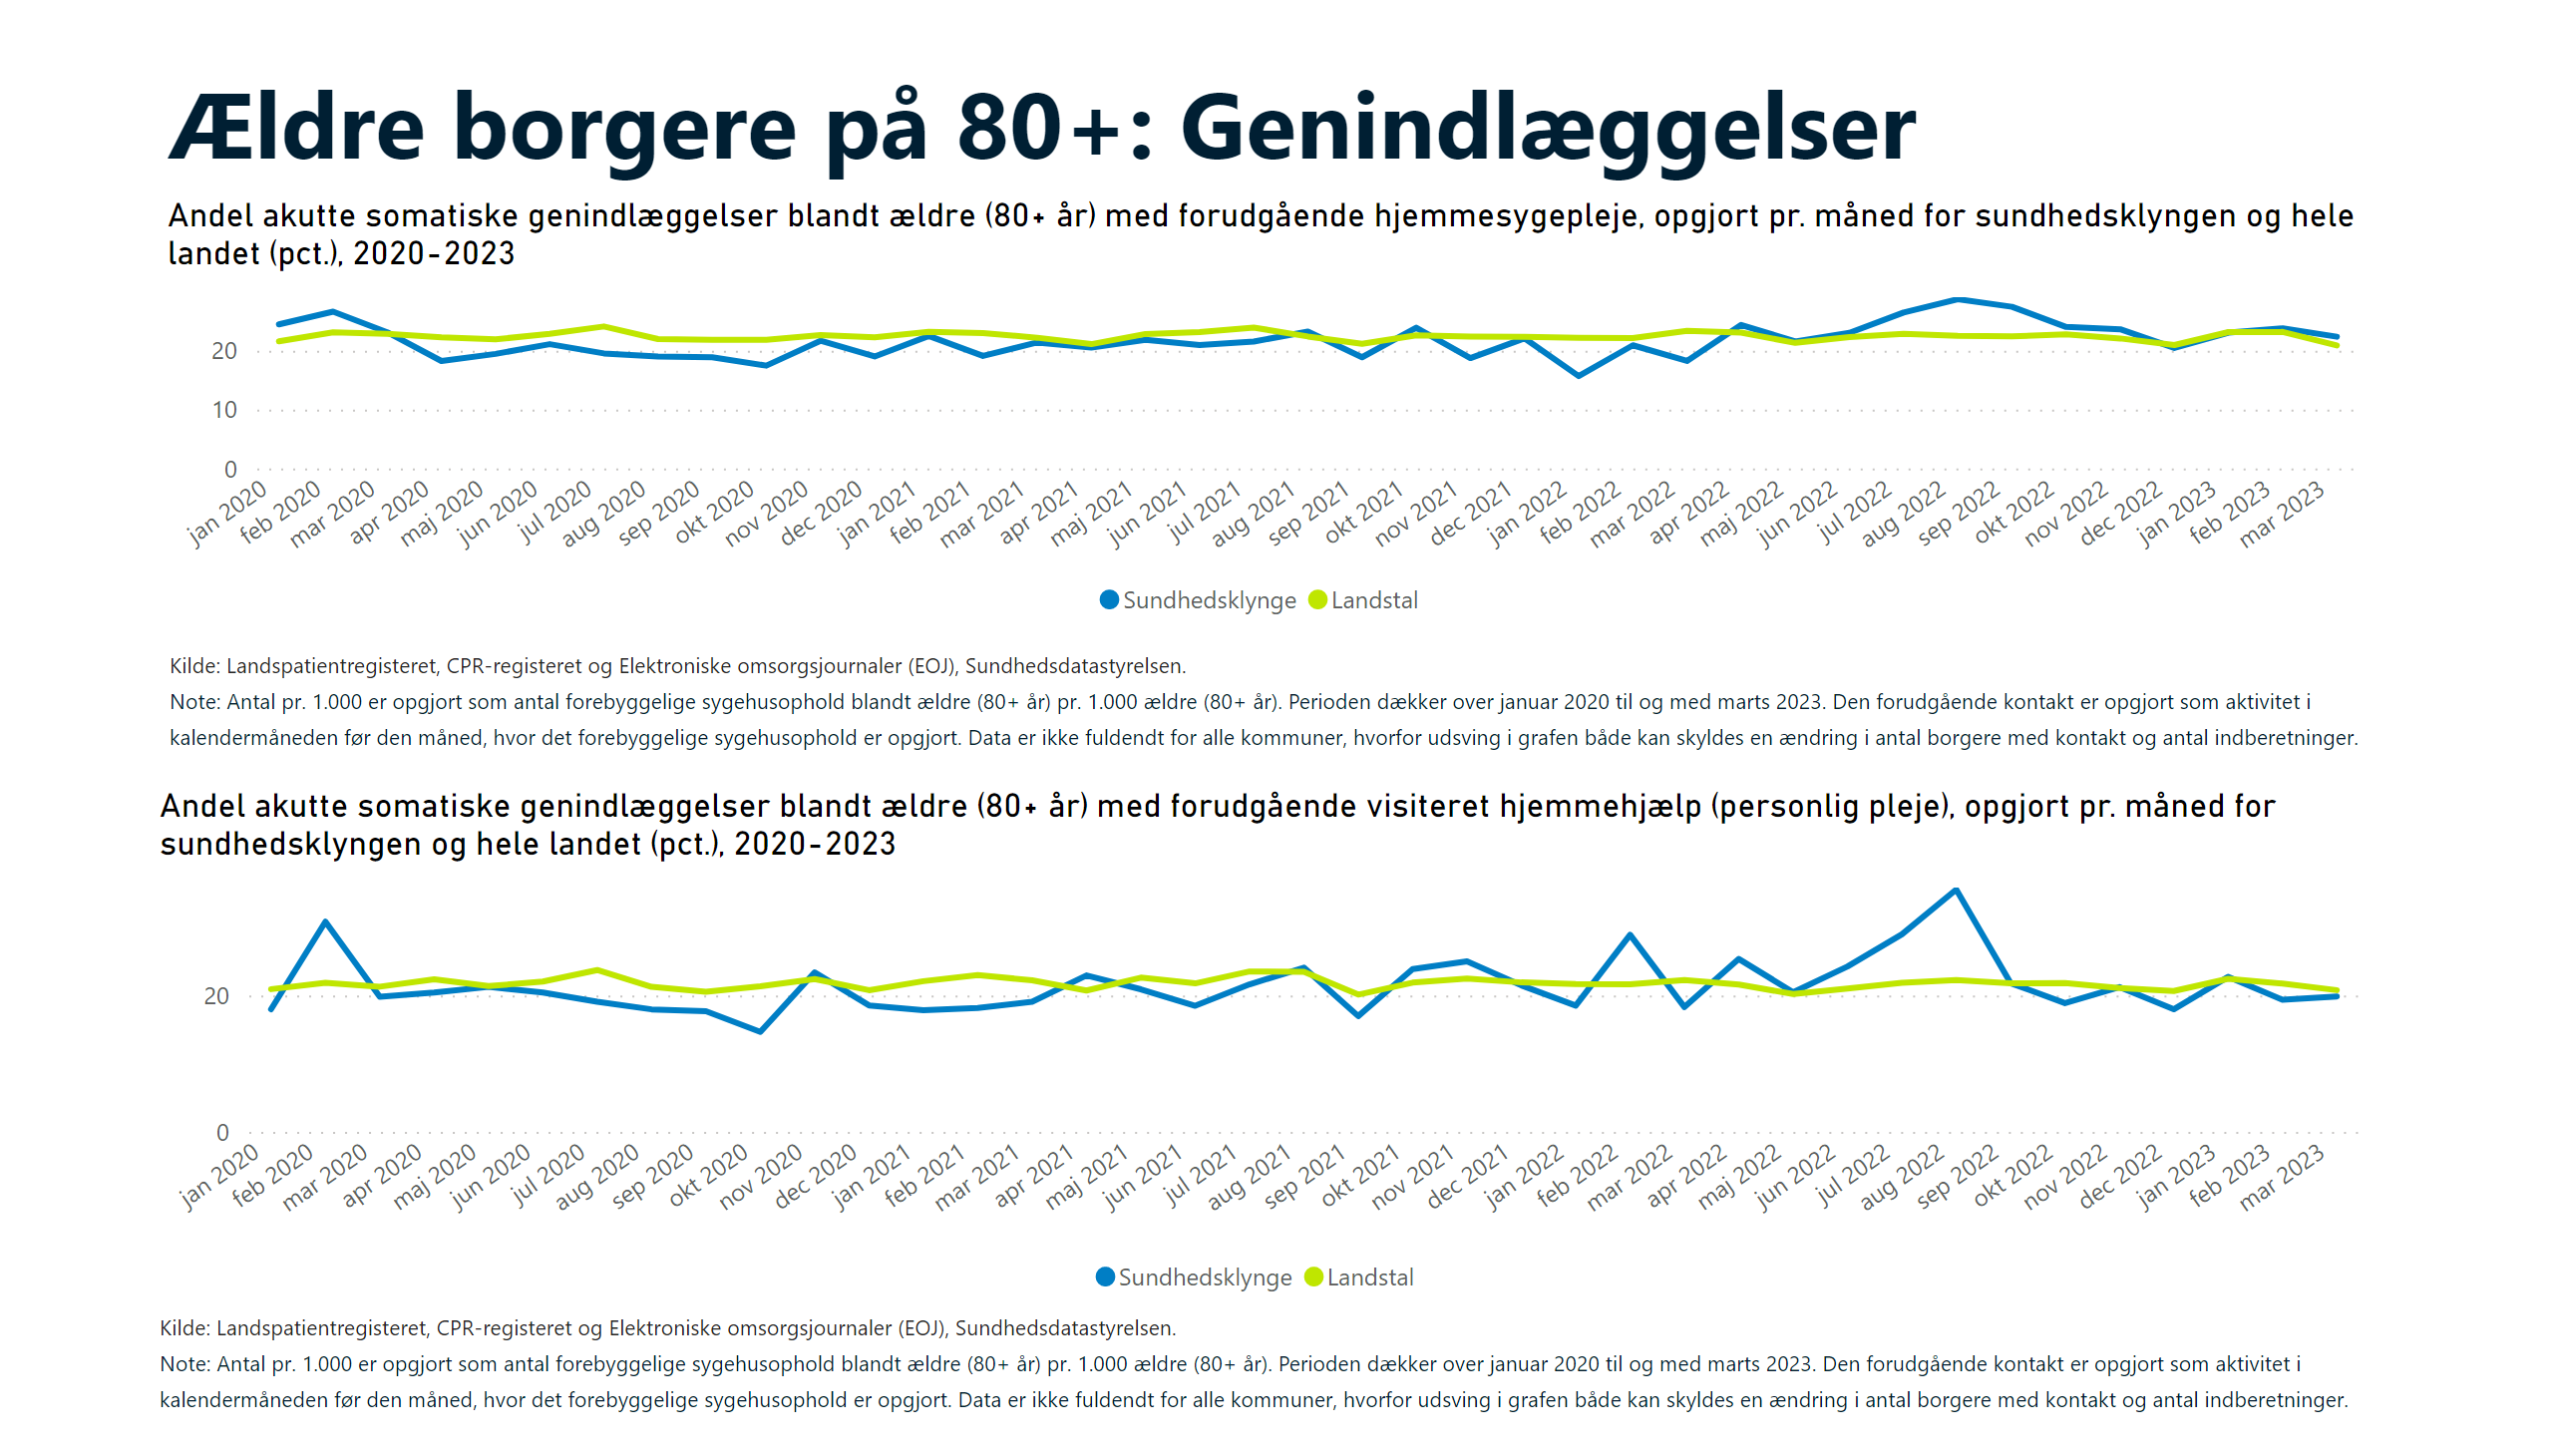 Ældre borgere på 80+: Genindlæggelser
Andel akutte somatiske genindlæggelser blandt ældre (80+ år) med forudgående hjemmesygepleje, opgjort pr. måned for sundhedsklyngen og hele
landet (pct.), 2020-2023
20
10
0
jan 2020
feb 2020
mar 2020
apr 2020
maj 2020
jun 2020
jul 2020
aug 2020
sep 2020
okt 2020
nov 2020
dec 2020
jan 2021
feb 2021
mar 2021
apr 2021
maj 2021
jun 2021
jul 2021
aug 2021
sep 2021
okt 2021
nov 2021
dec 2021
jan 2022
feb 2022
mar 2022
apr 2022
maj 2022
jun 2022
jul 2022
aug 2022
sep 2022
okt 2022
nov 2022
dec 2022
jan 2023
feb 2023
mar 2023
Sundhedsklynge Landstal
Kilde: Landspatientregisteret, CPR-registeret og Elektroniske omsorgsjournaler (EOJ), Sundhedsdatastyrelsen.
Note: Antal pr. 1.000 er opgjort som antal forebyggelige sygehusophold blandt ældre (80+ år) pr. 1.000 ældre (80+ år). Perioden dækker over januar 2020 til og med marts 2023. Den forudgående kontakt er opgjort som aktivitet i
kalendermåneden før den måned, hvor det forebyggelige sygehusophold er opgjort. Data er ikke fuldendt for alle kommuner, hvorfor udsving i grafen både kan skyldes en ændring i antal borgere med kontakt og antal indberetninger.
Andel akutte somatiske genindlæggelser blandt ældre (80+ år) med forudgående visiteret hjemmehjælp (personlig pleje), opgjort pr. måned for
sundhedsklyngen og hele landet (pct.), 2020-2023
20
0
jan 2020
feb 2020
mar 2020
apr 2020
maj 2020
jun 2020
jul 2020
aug 2020
sep 2020
okt 2020
nov 2020
dec 2020
jan 2021
feb 2021
mar 2021
apr 2021
maj 2021
jun 2021
jul 2021
aug 2021
sep 2021
okt 2021
nov 2021
dec 2021
jan 2022
feb 2022
mar 2022
apr 2022
maj 2022
jun 2022
jul 2022
aug 2022
sep 2022
okt 2022
nov 2022
dec 2022
jan 2023
feb 2023
mar 2023
Sundhedsklynge Landstal
Kilde: Landspatientregisteret, CPR-registeret og Elektroniske omsorgsjournaler (EOJ), Sundhedsdatastyrelsen.
Note: Antal pr. 1.000 er opgjort som antal forebyggelige sygehusophold blandt ældre (80+ år) pr. 1.000 ældre (80+ år). Perioden dækker over januar 2020 til og med marts 2023. Den forudgående kontakt er opgjort som aktivitet i
kalendermåneden før den måned, hvor det forebyggelige sygehusophold er opgjort. Data er ikke fuldendt for alle kommuner, hvorfor udsving i grafen både kan skyldes en ændring i antal borgere med kontakt og antal indberetninger.